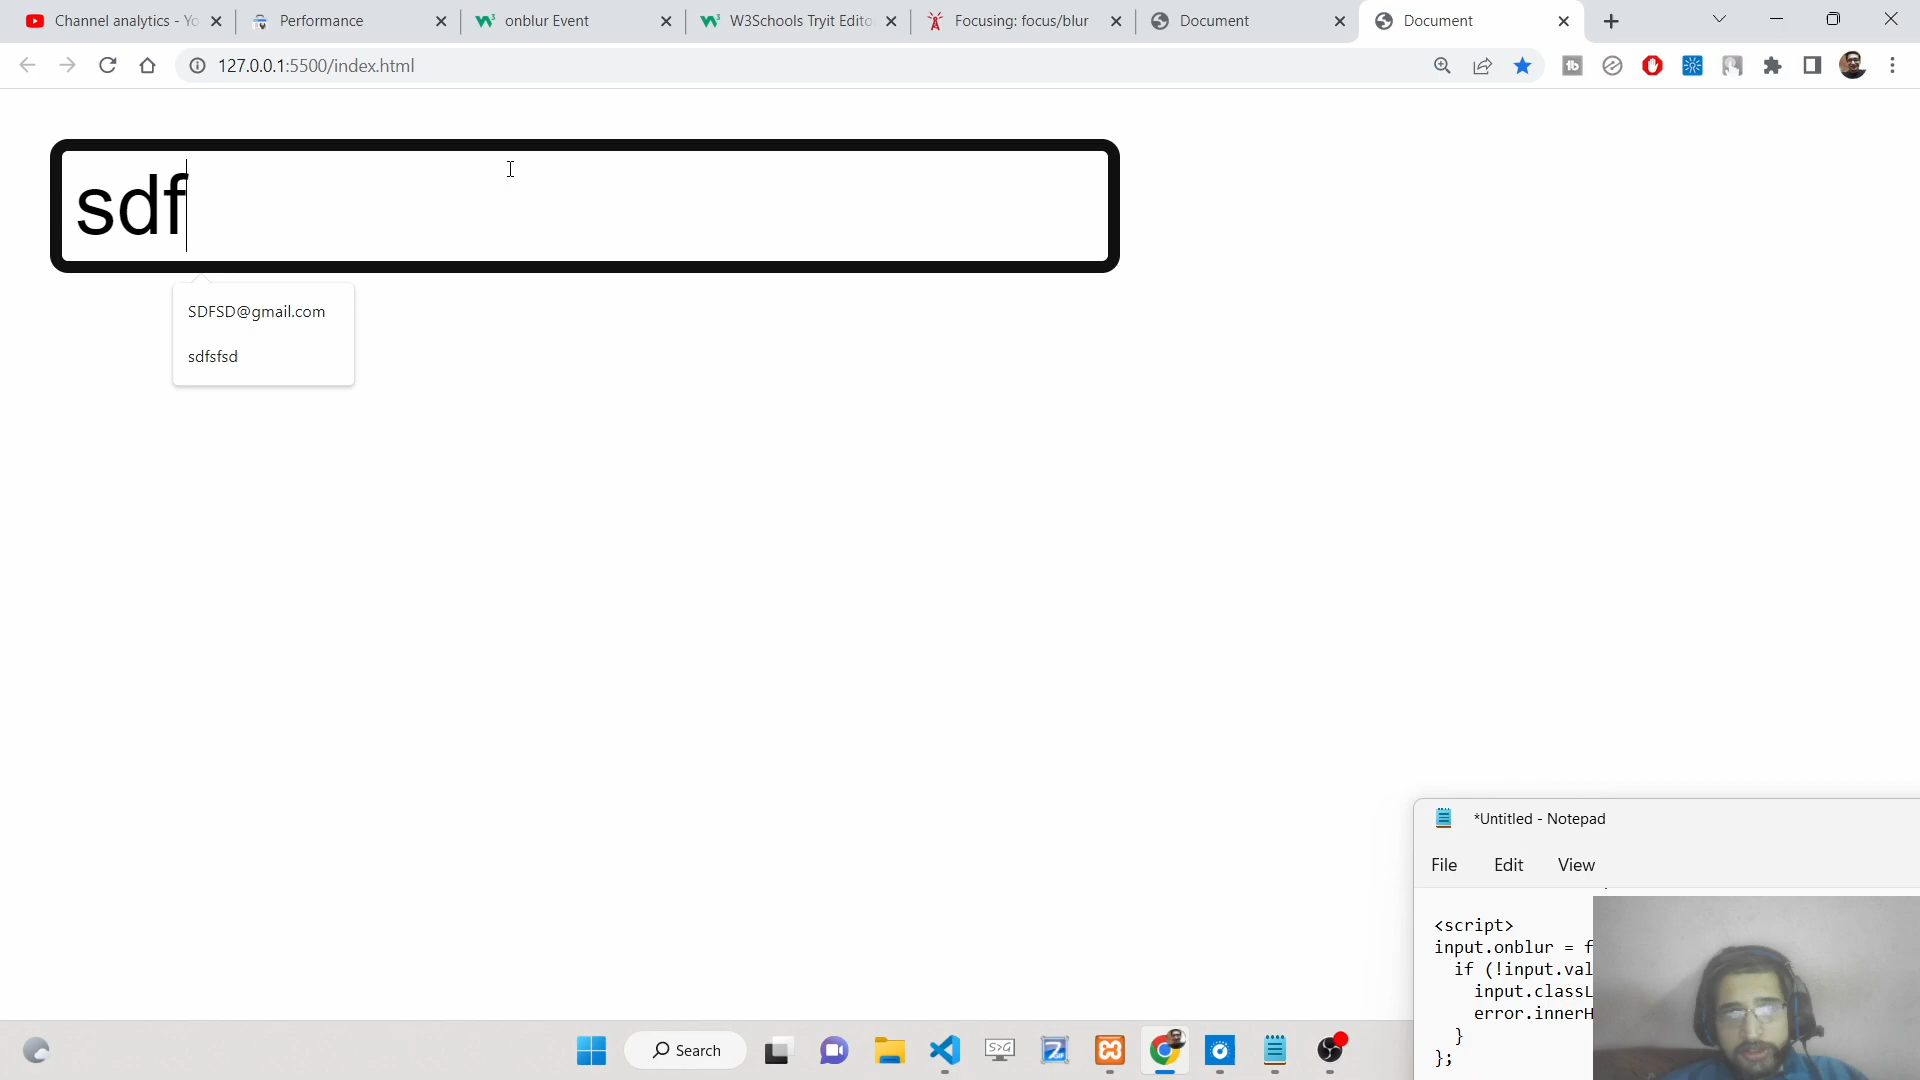 Channel analytics - Yo
Performance
onblur Event
W3Schools Tryit Edito
Focusing: focus/blur
Document
Document
127.0.0.1:5500/index.html
sdf
SDFSD@gmail.com
sdfsfsd
*Untitled - Notepad
File Edit View
<script>
input.onblur = f
if (!input.val
input.classL
error.innerH
}
};
Search